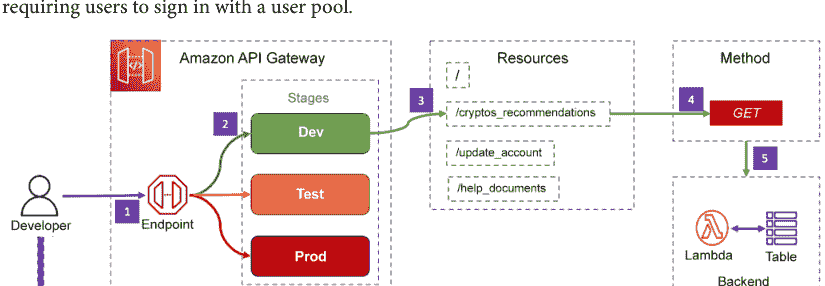 requiring users to sign in with a user pool.
Amazon API Gateway
Resources
Method
Stages
/
2
Dev
3
/cryptos_recommendations
4
GET
/update_account
5
Test
/help_documents
1
Developer
Endpoint
Prod
Lambda
Table
Backend